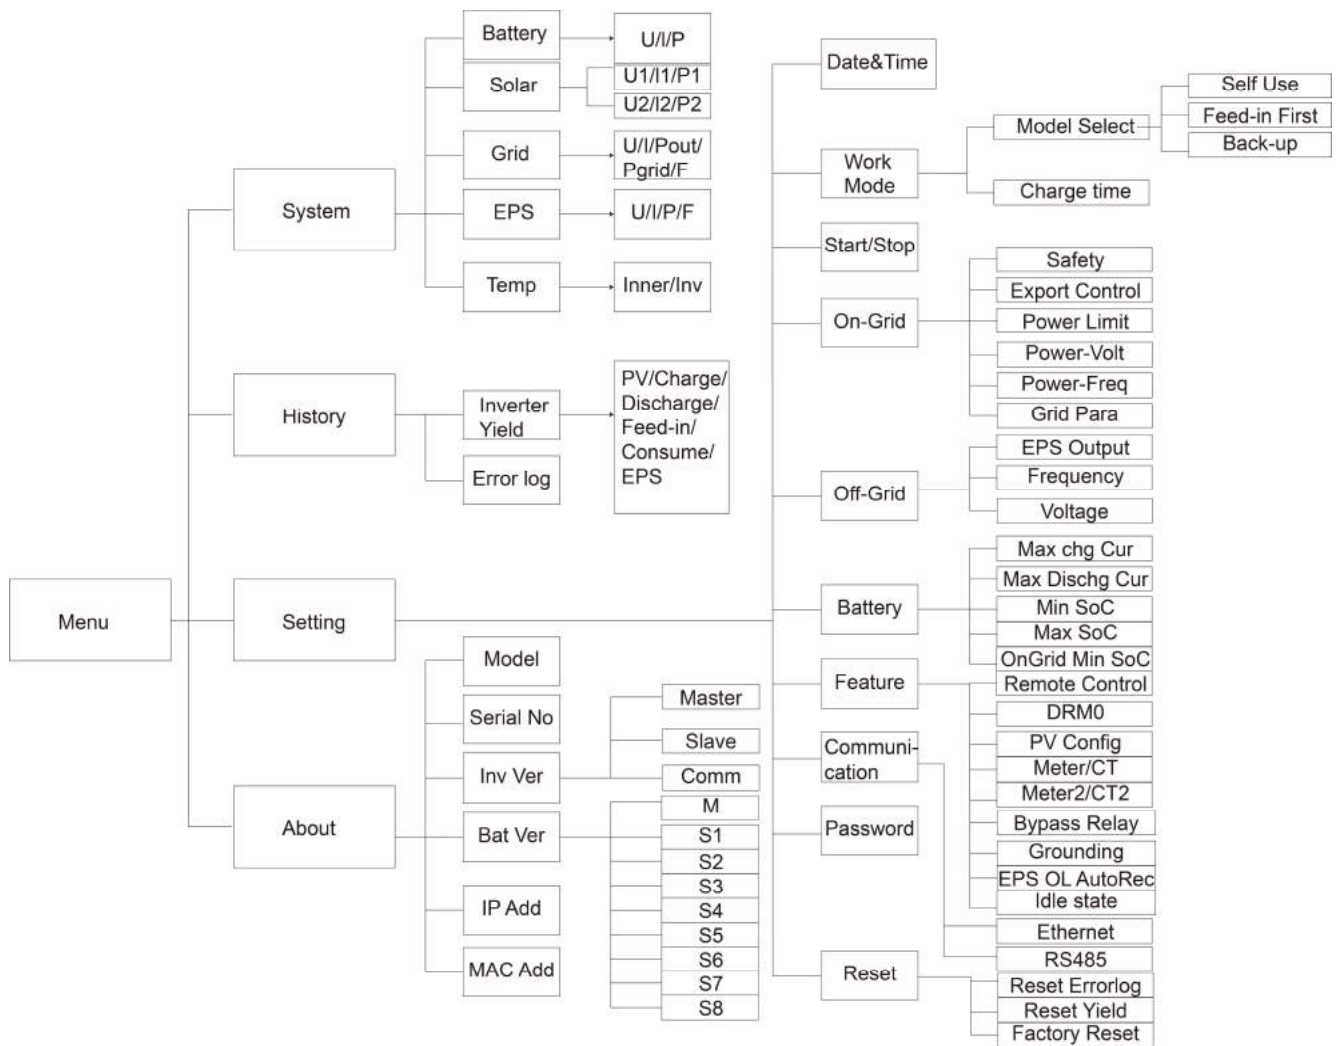 Menu
System
Battery
U/I/P
Solar
U1/I1/P1
U2/I2/P2
Grid
U/I/Pout/
Pgrid/F
EPS
U/I/P/F
Temp
Inner/Inv
History
Inverter
Yield
PV/Charge/
Discharge/
Feed-in/
Consume/
EPS
Error log
Setting
Date&Time
Work
Mode
Model Select
Self Use
Feed-in First
Back-up
Charge time
Start/Stop
On-Grid
Safety
Export Control
Power Limit
Power-Volt
Power-Freq
Grid Para
Off-Grid
EPS Output
Frequency
Voltage
Battery
Max chg Cur
Max Dischg Cur
Min SoC
Max SoC
OnGrid Min SoC
Feature
Remote Control
DRM0
PV Config
Meter/CT
Meter2/CT2
Bypass Relay
Grounding
EPS OL AutoRec
Idle state
Communi-
cation
Ethernet
RS485
Password
Reset
Reset Errorlog
Reset Yield
Factory Reset
About
Model
Serial No
Inv Ver
Master
Slave
Comm
Bat Ver
M
S1
S2
S3
S4
S5
S6
S7
S8
IP Add
MAC Add